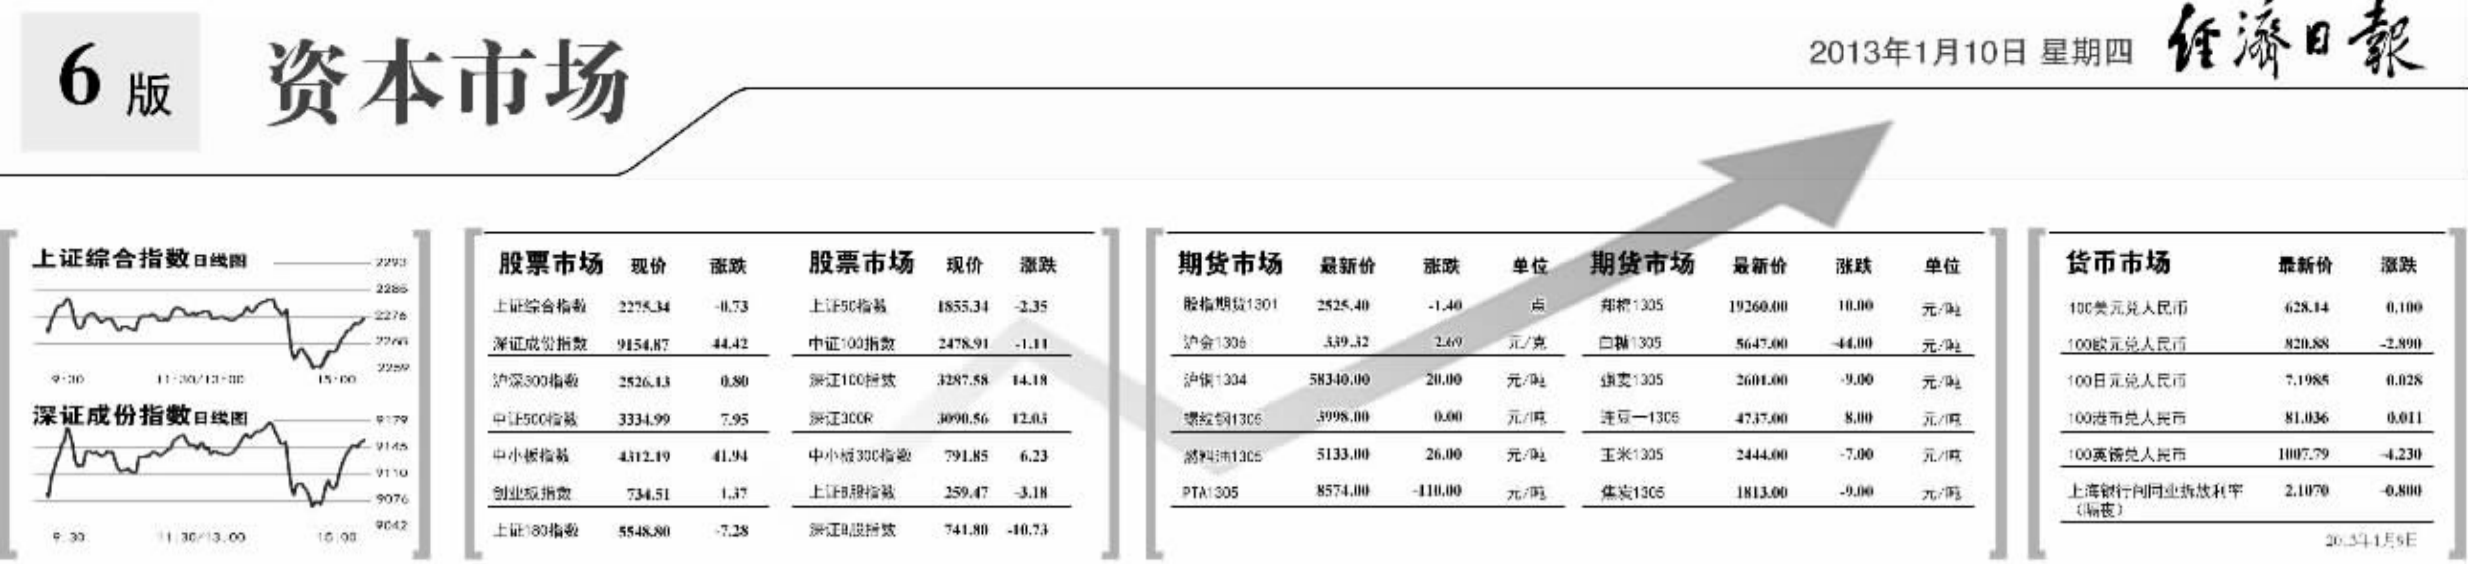 6版
资本市场
2013年1月10日 星期四
经济日报
上证综合指数日线图
2293
2285
2276
2259
9:30 11:30/13:00 15:00
深证成份指数日线图
9179
9145
9110
9076
9042
9:30 11:30/13:00 15:00
股票市场 现价 涨跌
上证综合指数 2275.34 -0.73
深证成份指数 9154.87 44.42
沪深300指数 2526.13 0.80
中证500指数 3334.99 7.95
中小板指数 4312.19 41.94
创业板指数 734.51 1.37
上证180指数 5548.80 -7.28
股票市场 现价 涨跌
上证50指数 1855.34 -2.35
中证100指数 2478.91 -1.11
深证100指数 3287.58 14.18
深证300R 3090.56 12.03
中小板300指数 791.85 6.23
上证B股指数 259.47 -3.18
深证B股指数 741.80 -10.73
期货市场 最新价 涨跌 单位
股指期货1301 2525.40 -1.40 点
沪金1306 339.32 2.69 元/克
沪铜1304 58340.00 20.00 元/吨
螺纹钢1305 3998.00 0.00 元/吨
燃料油1305 5133.00 26.00 元/吨
PTA1305 8574.00 -110.00 元/吨
期货市场 最新价 涨跌 单位
郑棉1305 19260.00 10.00 元/吨
白糖1305 5647.00 -44.00 元/吨
强麦1305 2601.00 -9.00 元/吨
连豆一1305 4737.00 8.00 元/吨
玉米1305 2444.00 -7.00 元/吨
焦炭1305 1813.00 -9.00 元/吨
货币市场 最新价 涨跌
100美元兑人民币 628.14 0.100
100欧元兑人民币 820.88 -2.890
100日元兑人民币 7.1985 0.028
100港币兑人民币 81.036 0.011
100英镑兑人民币 1007.79 -4.230
上海银行间同业拆放利率 2.1070 -0.800
（隔夜）
2013年1月9日